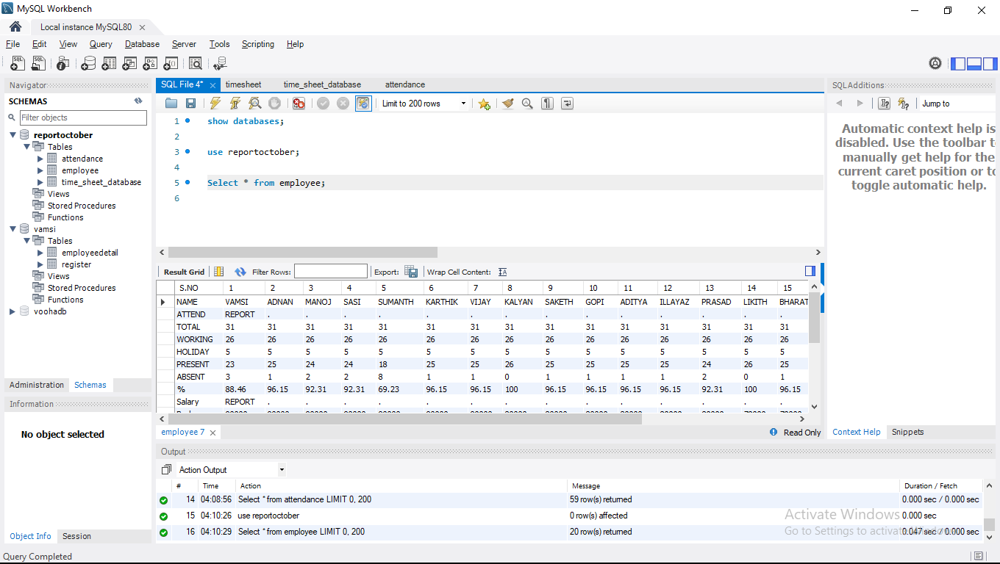 MySQL Workbench
Local instance MySQL80
File Edit View Query Database Server Tools Scripting Help
Navigator
SCHEMAS
Filter objects
reportoctober
Tables
attendance
employee
time_sheet_database
Views
Stored Procedures
Functions
vamsi
Tables
employeedetail
register
Views
Stored Procedures
Functions
voohadb
Administration Schemas
Information
No object selected
Object Info Session
SQL File 4* timesheet time_sheet_database attendance
Limit to 200 rows
1 show databases;
2
3 use reportoctober;
4
5 Select * from employee;
6
Result Grid Filter Rows: Export: Wrap Cell Content:
S.NO 1 2 3 4 5 6 7 8 9 10 11 12 13 14 15
NAME VAMSI ADNAN MANOJ SASI SUMANTH KARTHIK VIJAY KALYAN SAKETH GOPI ADITYA ILLAYAZ PRASAD LIKITH BHARAT
ATTEND REPORT . . . . . . . . . . . . . .
TOTAL 31 31 31 31 31 31 31 31 31 31 31 31 31 31 31
WORKING 26 26 26 26 26 26 26 26 26 26 26 26 26 26 26
HOLIDAY 5 5 5 5 5 5 5 5 5 5 5 5 5 5 5
PRESENT 23 25 24 24 18 25 25 26 25 25 25 25 24 26 25
ABSENT 3 1 2 2 8 1 1 0 1 1 1 1 2 0 1
% 88.46 96.15 92.31 92.31 69.23 96.15 96.15 100 96.15 96.15 96.15 96.15 92.31 100 96.15
Salary REPORT . . . . . . . . . . . . . .
employee 7 Read Only
SQLAdditions
Jump to
Automatic context help is
disabled. Use the toolbar t
manually get help for the
current caret position or to
toggle automatic help.
Context Help Snippets
Output
Action Output
# Time Action Message Duration / Fetch
14 04:08:56 Select * from attendance LIMIT 0, 200 59 row(s) returned 0.000 sec / 0.000 sec
15 04:10:26 use reportoctober 0 row(s) affected 0.000 sec
16 04:10:29 Select * from employee LIMIT 0, 200 20 row(s) returned 0.047 sec / 0.000 sec
Activate Windows
Go to Settings to activate Windows.
Query Completed